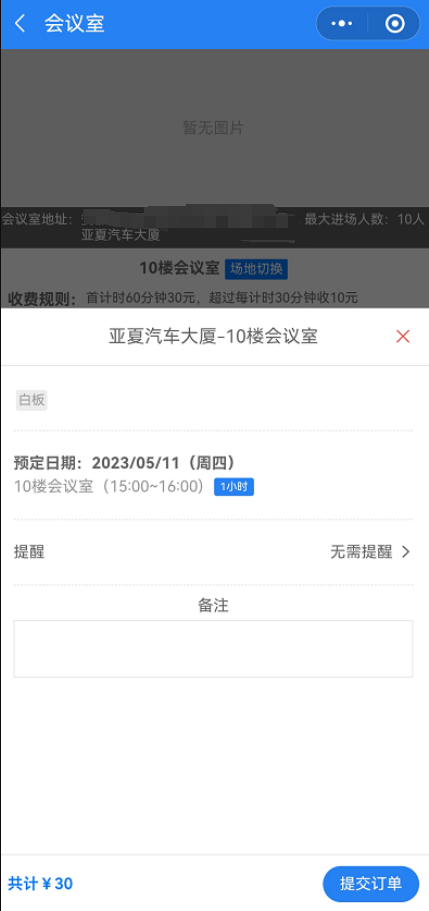 会议室
暂无图片
会议室地址：
最大进场人数：10人
亚夏汽车大厦
10楼会议室 场地切换
收费规则：首计时60分钟30元，超过每计时30分钟收10元
亚夏汽车大厦-10楼会议室
白板
预定日期：2023/05/11（周四）
10楼会议室（15:00~16:00） 1小时
提醒 无需提醒
备注
共计￥30 提交订单